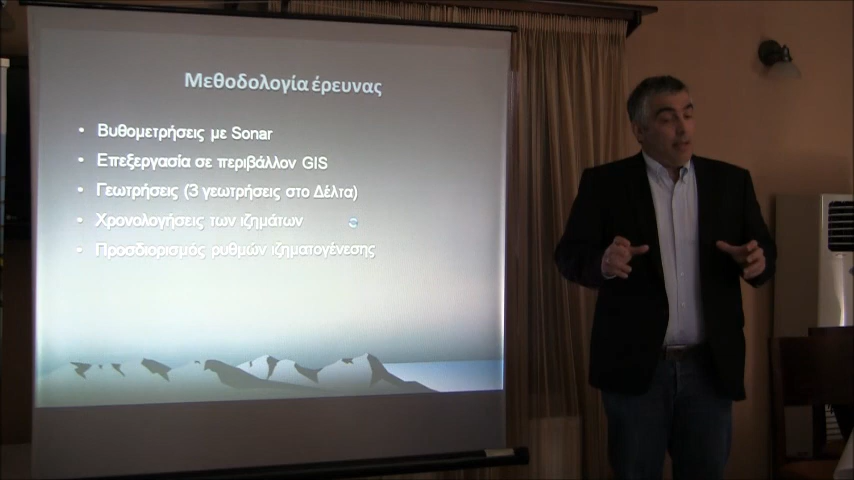 Μεθοδολογία έρευνας
• Βυθομετρήσεις με Sonar
• Επεξεργασία σε περιβάλλον GIS
• Γεωτρήσεις (3 γεωτρήσεις στο Δέλτα)
• Χρονολογήσεις των ιζημάτων
• Προσδιορισμός ρυθμών ιζηματογένεσης